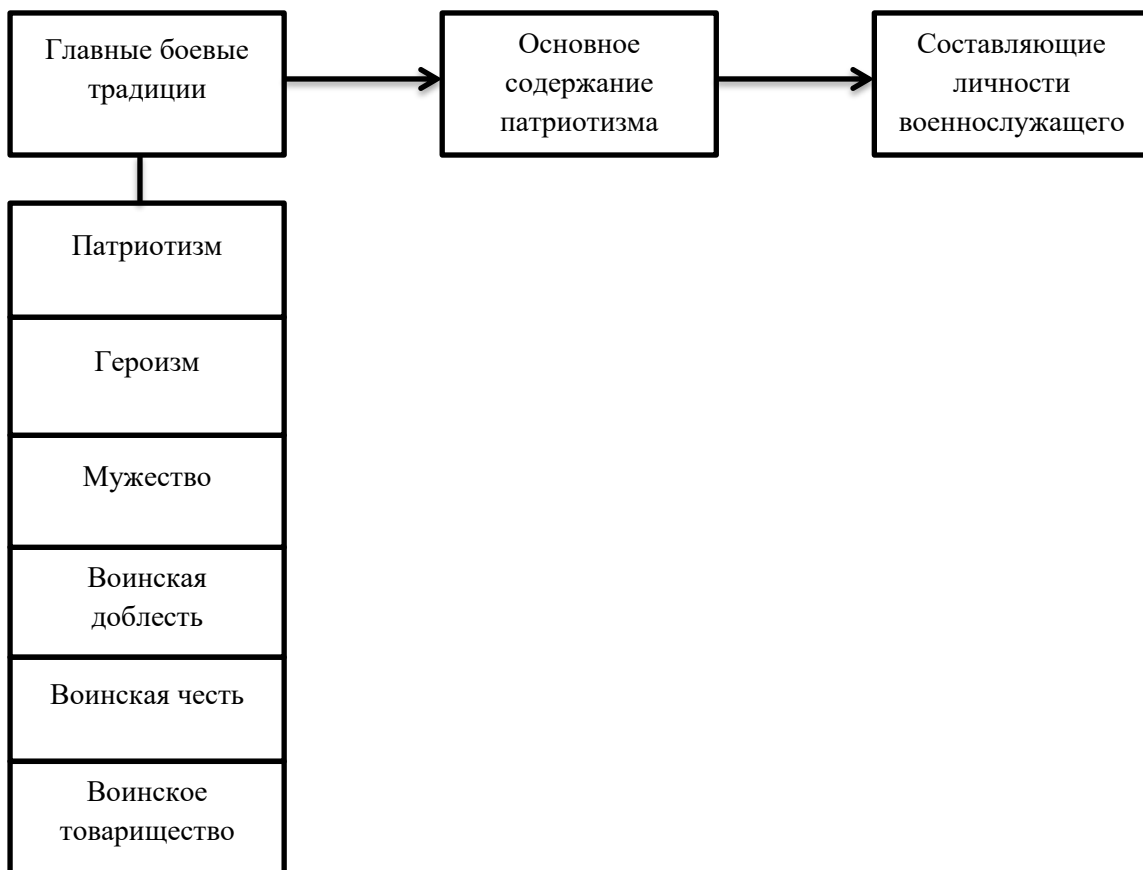 Главные боевые
традиции
Основное
содержание
патриотизма
Составляющие
личности
военнослужащего
Патриотизм
Героизм
Мужество
Воинская
доблесть
Воинская честь
Воинское
товарищество